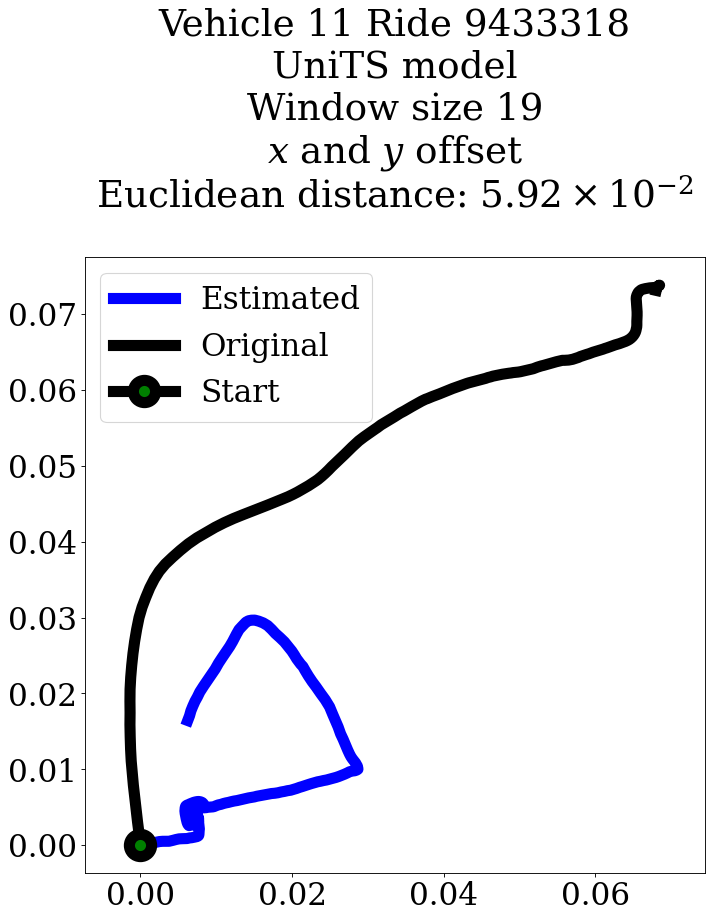 Vehicle 11 Ride 9433318
UniTS model
Window size 19
x and y offset
Euclidean distance: 5.92 × 10⁻²
Estimated
Original
Start
0.07
0.06
0.05
0.04
0.03
0.02
0.01
0.00
0.00 0.02 0.04 0.06